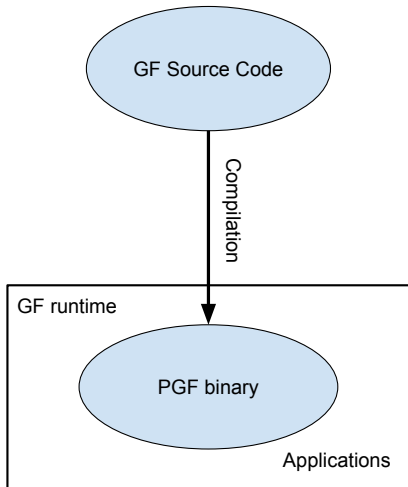 GF Source Code
Compilation
GF runtime
PGF binary
Applications